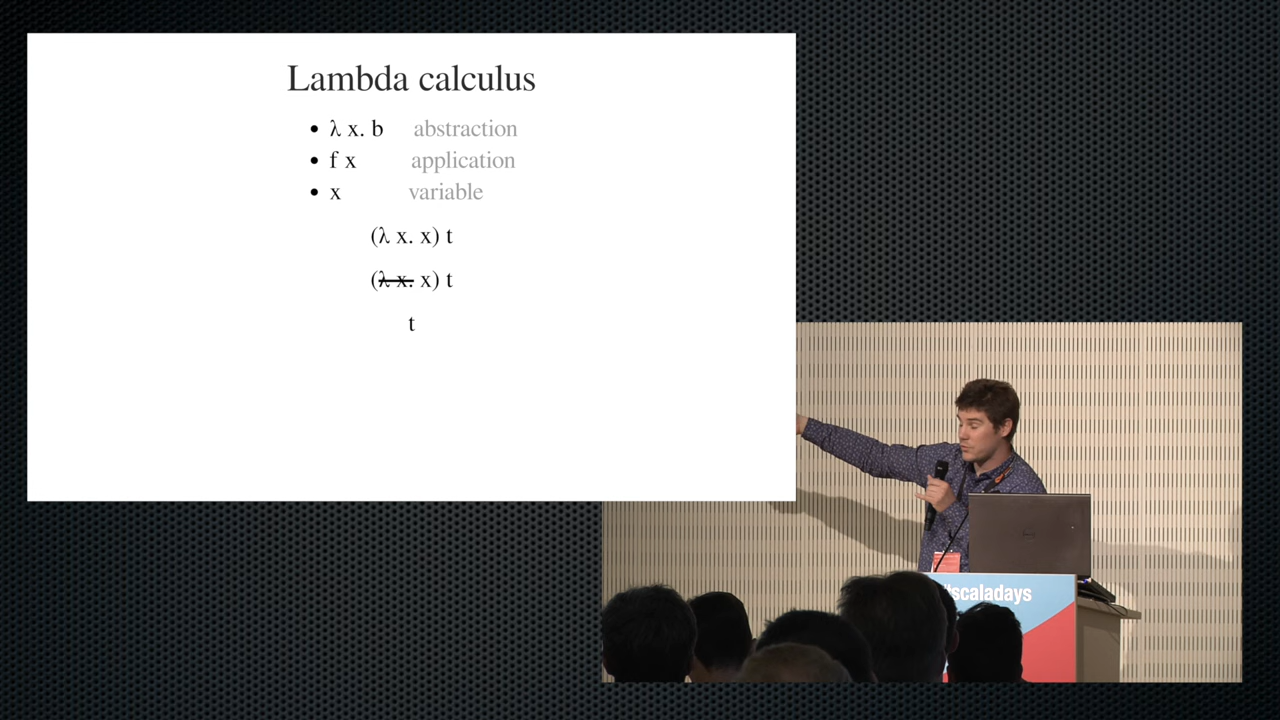 Lambda calculus
• λ x. b abstraction
• f x application
• x variable
(λ x. x) t
(λ x. x) t
t
#scaladays